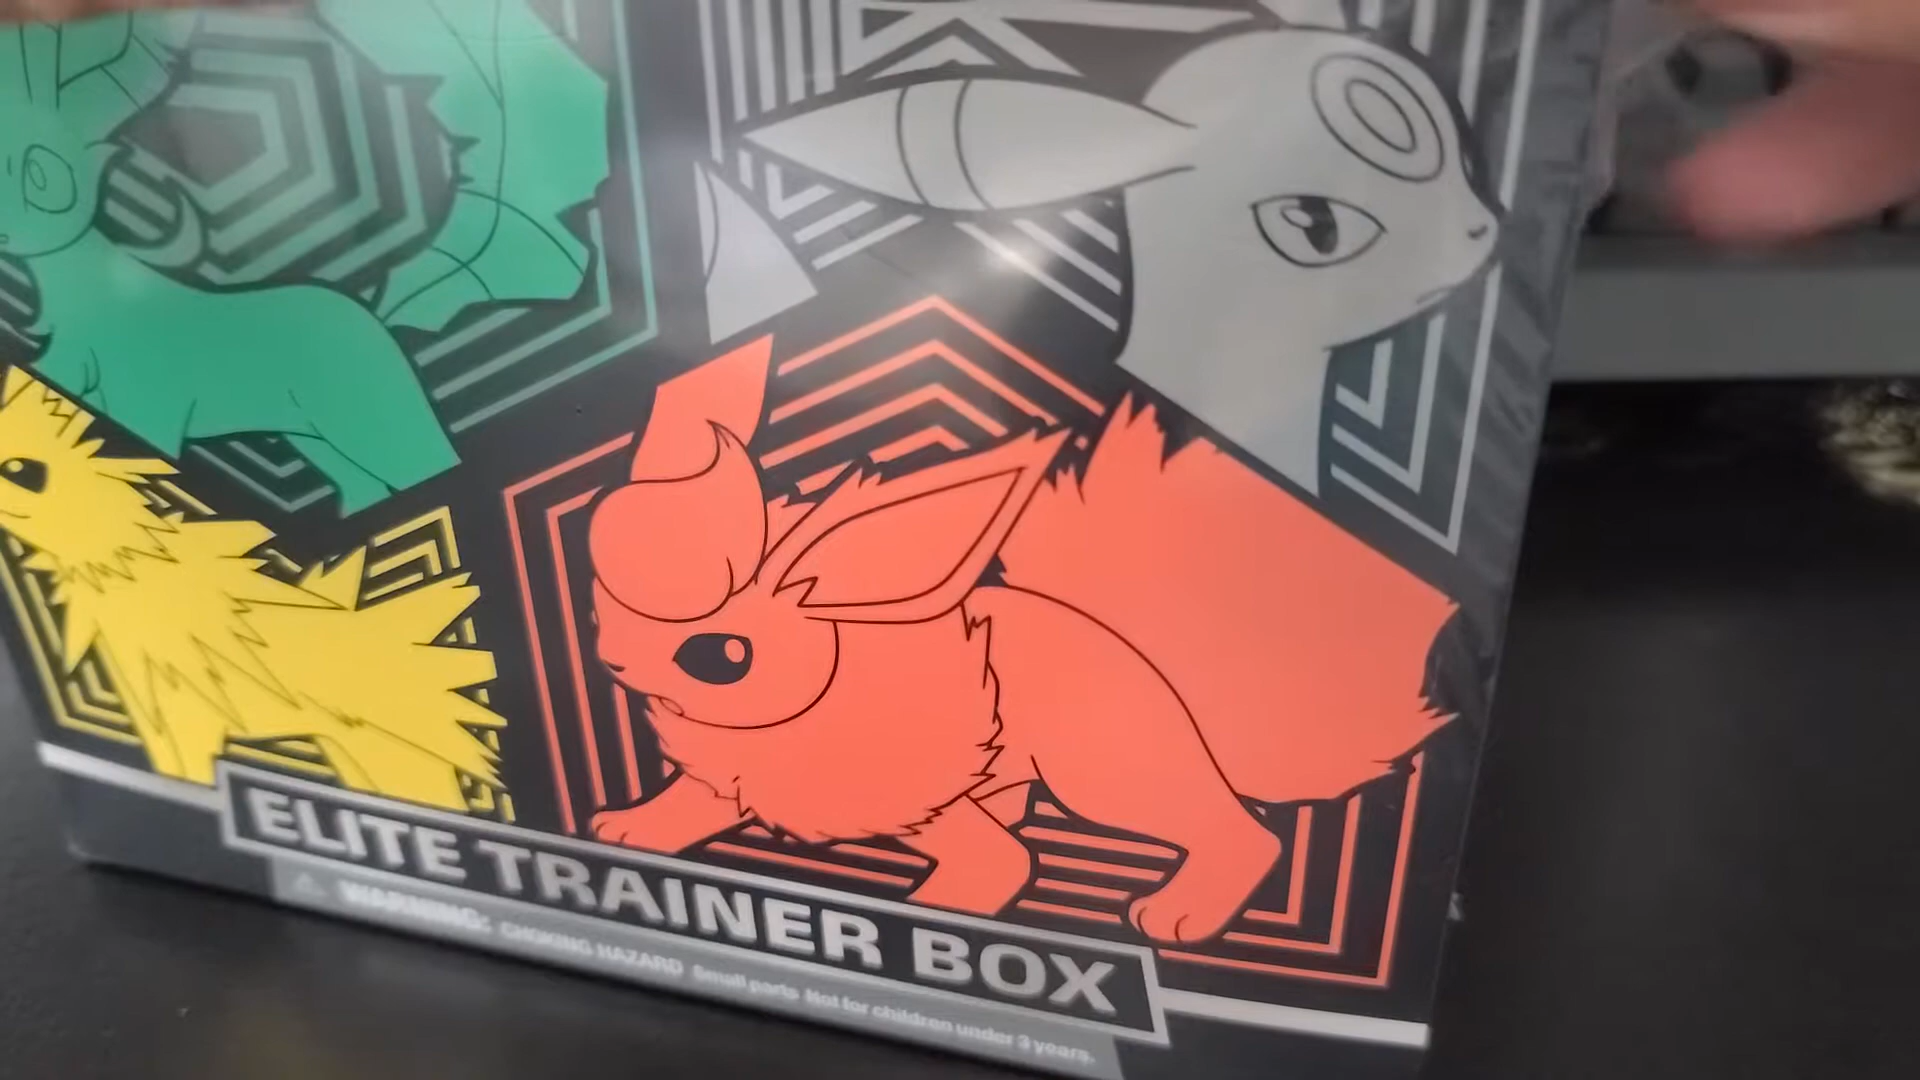 ELITE TRAINER BOX
WARNING: CHOKING HAZARD Small parts Not for children under 3 years.